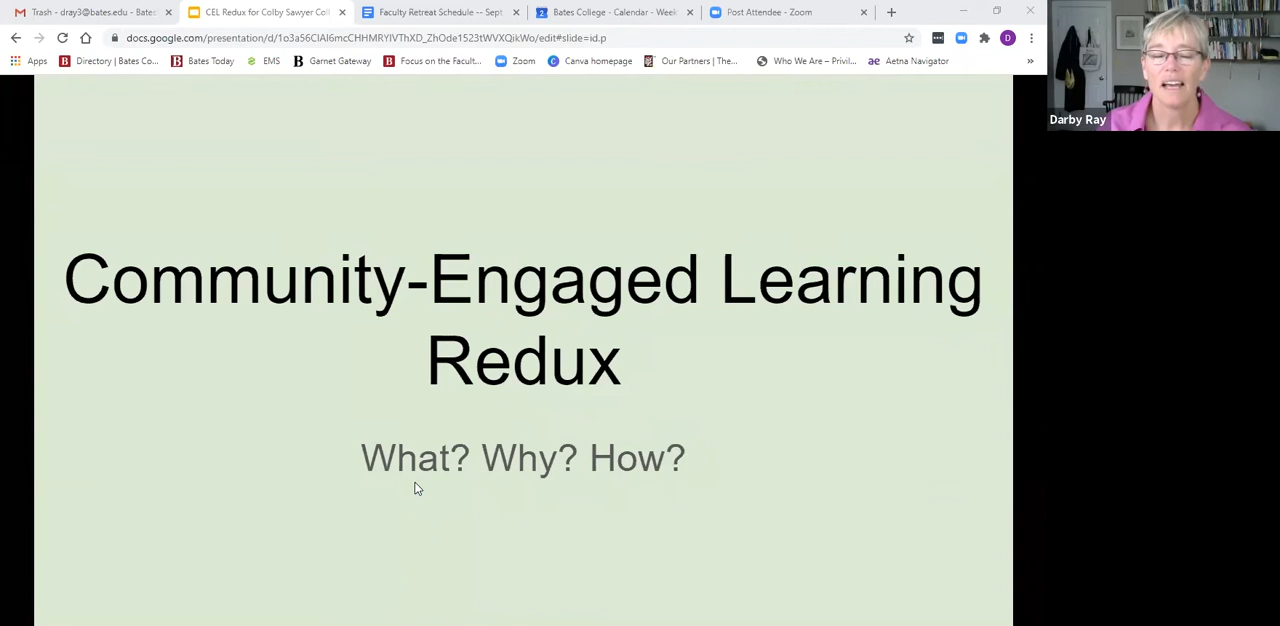 Trash - dray3@bates.edu - Bates
CEL Redux for Colby Sawyer Coll
Faculty Retreat Schedule -- Sept
Bates College - Calendar - Week
Post Attendee - Zoom
docs.google.com/presentation/d/
/edit#slide=id.p
D
Apps
Directory | Bates Co...
Bates Today
EMS
Garnet Gateway
Focus on the Facult...
Zoom
Canva homepage
Our Partners | The...
Who We Are – Privil...
Aetna Navigator
Darby Ray
Community-Engaged Learning
Redux
What? Why? How?